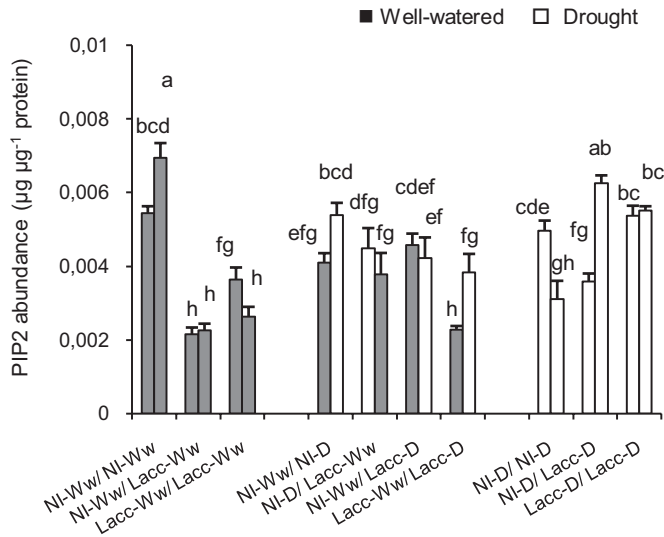 Well-watered Drought
PIP2 abundance (µg µg⁻¹ protein)
0,01
0,008
0,006
0,004
0,002
0
bcd a
h h
fg h
efg bcd
dfg fg
cdef ef
h fg
cde gh
fg ab
bc bc
NI-Ww/ NI-Ww
NI-Ww/ Lacc-Ww
Lacc-Ww/ Lacc-Ww
NI-Ww/ NI-D
NI-D/ Lacc-Ww
NI-Ww/ Lacc-D
Lacc-Ww/ Lacc-D
NI-D/ NI-D
NI-D/ Lacc-D
Lacc-D/ Lacc-D